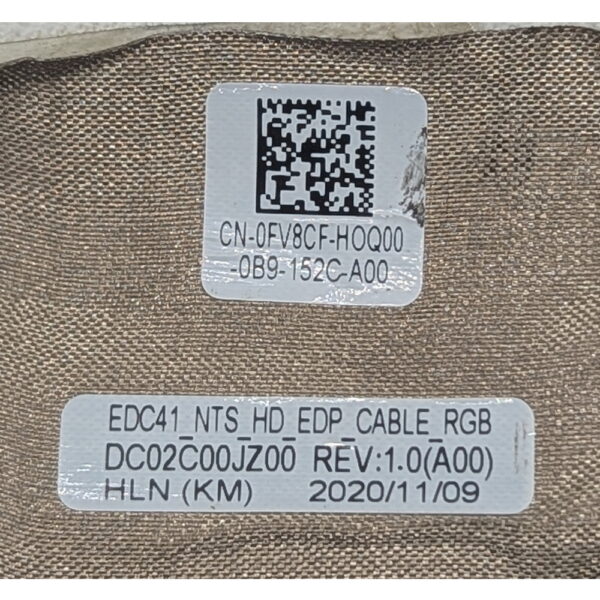 CN-0FV8CF-HOQ00
-0B9-152C-A00
EDC41_NTS_HD_EDP_CABLE_RGB
DC02C00JZ00 REV:1.0(A00)
HLN (KM) 2020/11/09